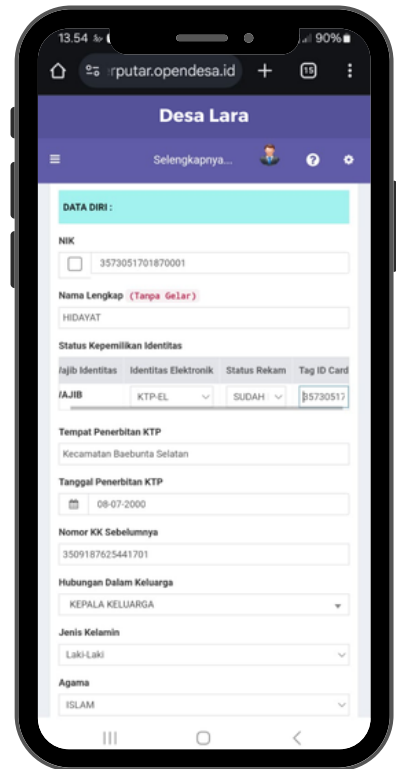 13.54
90%
rputar.opendesa.id
15
Desa Lara
Selengkapnya...
DATA DIRI :
NIK
3573051701870001
Nama Lengkap (Tanpa Gelar)
HIDAYAT
Status Kepemilikan Identitas
Vajib Identitas Identitas Elektronik Status Rekam Tag ID Card
/AJIB KTP-EL SUDAH
Tempat Penerbitan KTP
Kecamatan Baebunta Selatan
Tanggal Penerbitan KTP
08-07-2000
Nomor KK Sebelumnya
3509187625441701
Hubungan Dalam Keluarga
KEPALA KELUARGA
Jenis Kelamin
Laki-Laki
Agama
ISLAM